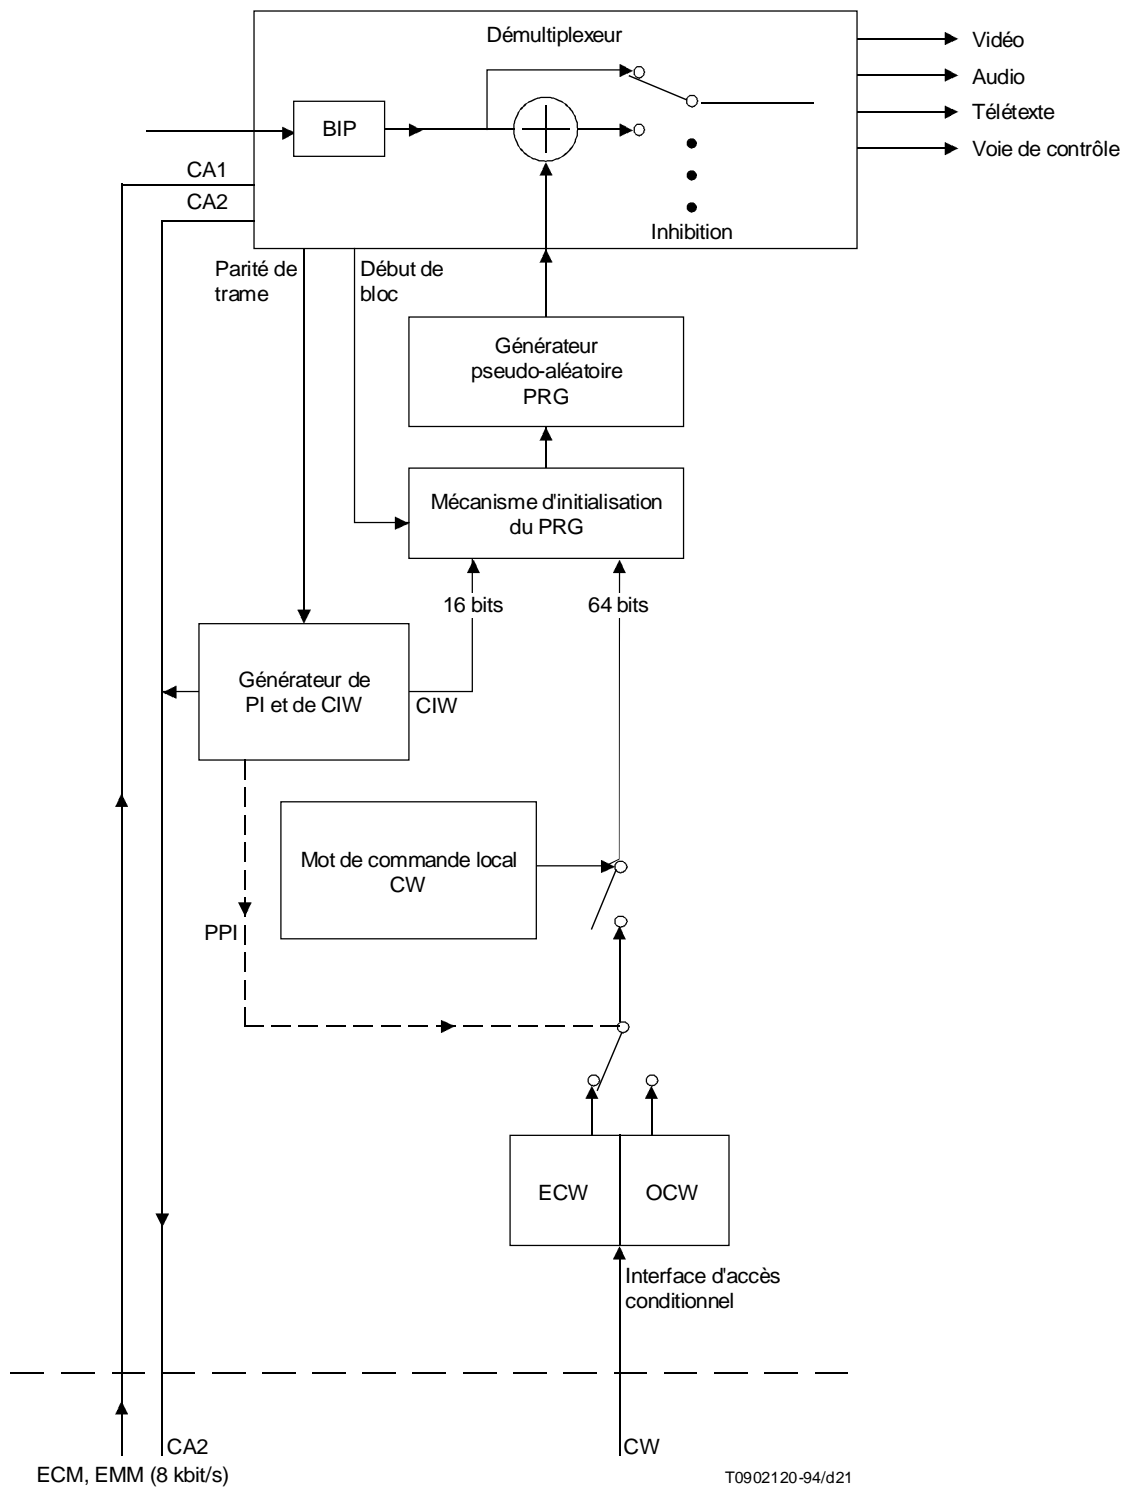 Démultiplexeur
Vidéo
Audio
Télétexte
Voie de contrôle
BIP
CA1
CA2
Inhibition
Parité de
trame
Début de
bloc
Générateur
pseudo-aléatoire
PRG
Mécanisme d'initialisation
du PRG
16 bits
64 bits
Générateur de
PI et de CIW
CIW
Mot de commande local
CW
PPI
ECW
OCW
Interface d'accès
conditionnel
CA2
CW
ECM, EMM (8 kbit/s)
T0902120-94/d21